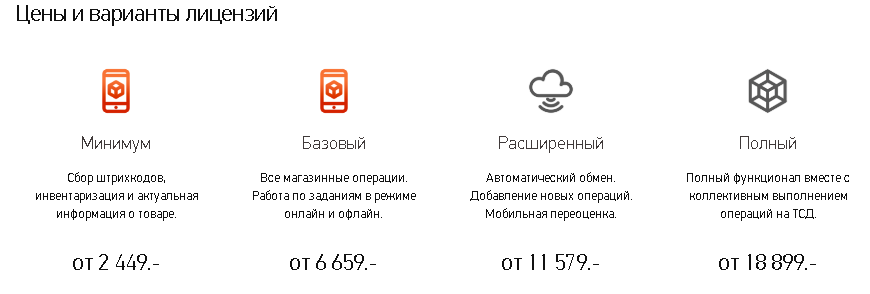 Цены и варианты лицензий
Минимум
Сбор штрихкодов,
инвентаризация и актуальная
информация о товаре.
от 2 449.-
Базовый
Все магазинные операции.
Работа по заданиям в режиме
онлайн и офлайн.
от 6 659.-
Расширенный
Автоматический обмен.
Добавление новых операций.
Мобильная переоценка.
от 11 579.-
Полный
Полный функционал вместе с
коллективным выполнением
операций на ТСД.
от 18 899.-